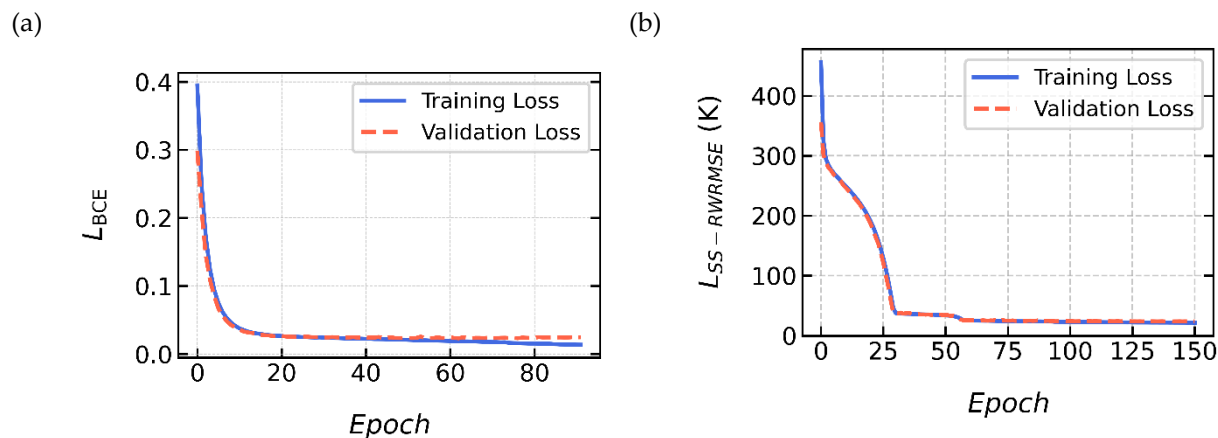 (a)
0.4
0.3
0.2
0.1
0.0
L_BCE
0 20 40 60 80
Epoch
Training Loss
Validation Loss
(b)
400
300
200
100
0
L_SS − RWRMSE (K)
0 25 50 75 100 125 150
Epoch
Training Loss
Validation Loss